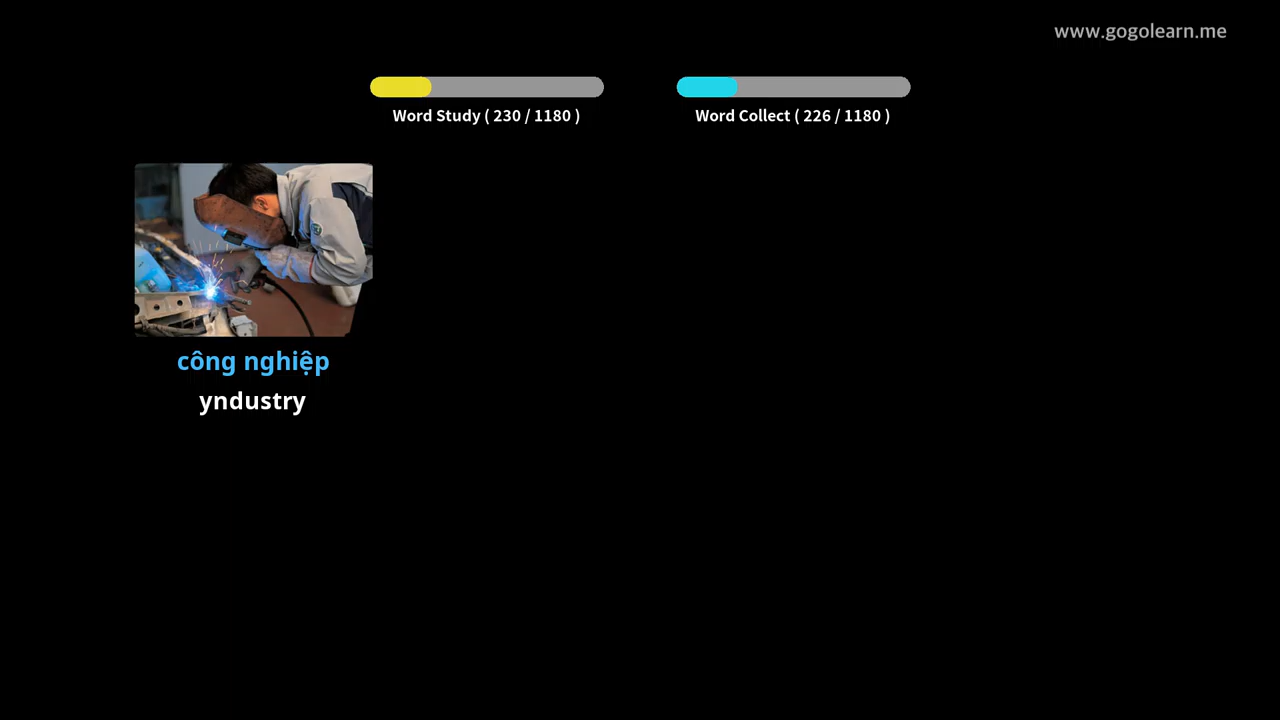 www.gogolearn.me
Word Study ( 230 / 1180 )
Word Collect ( 226 / 1180 )
công nghiệp
yndustry